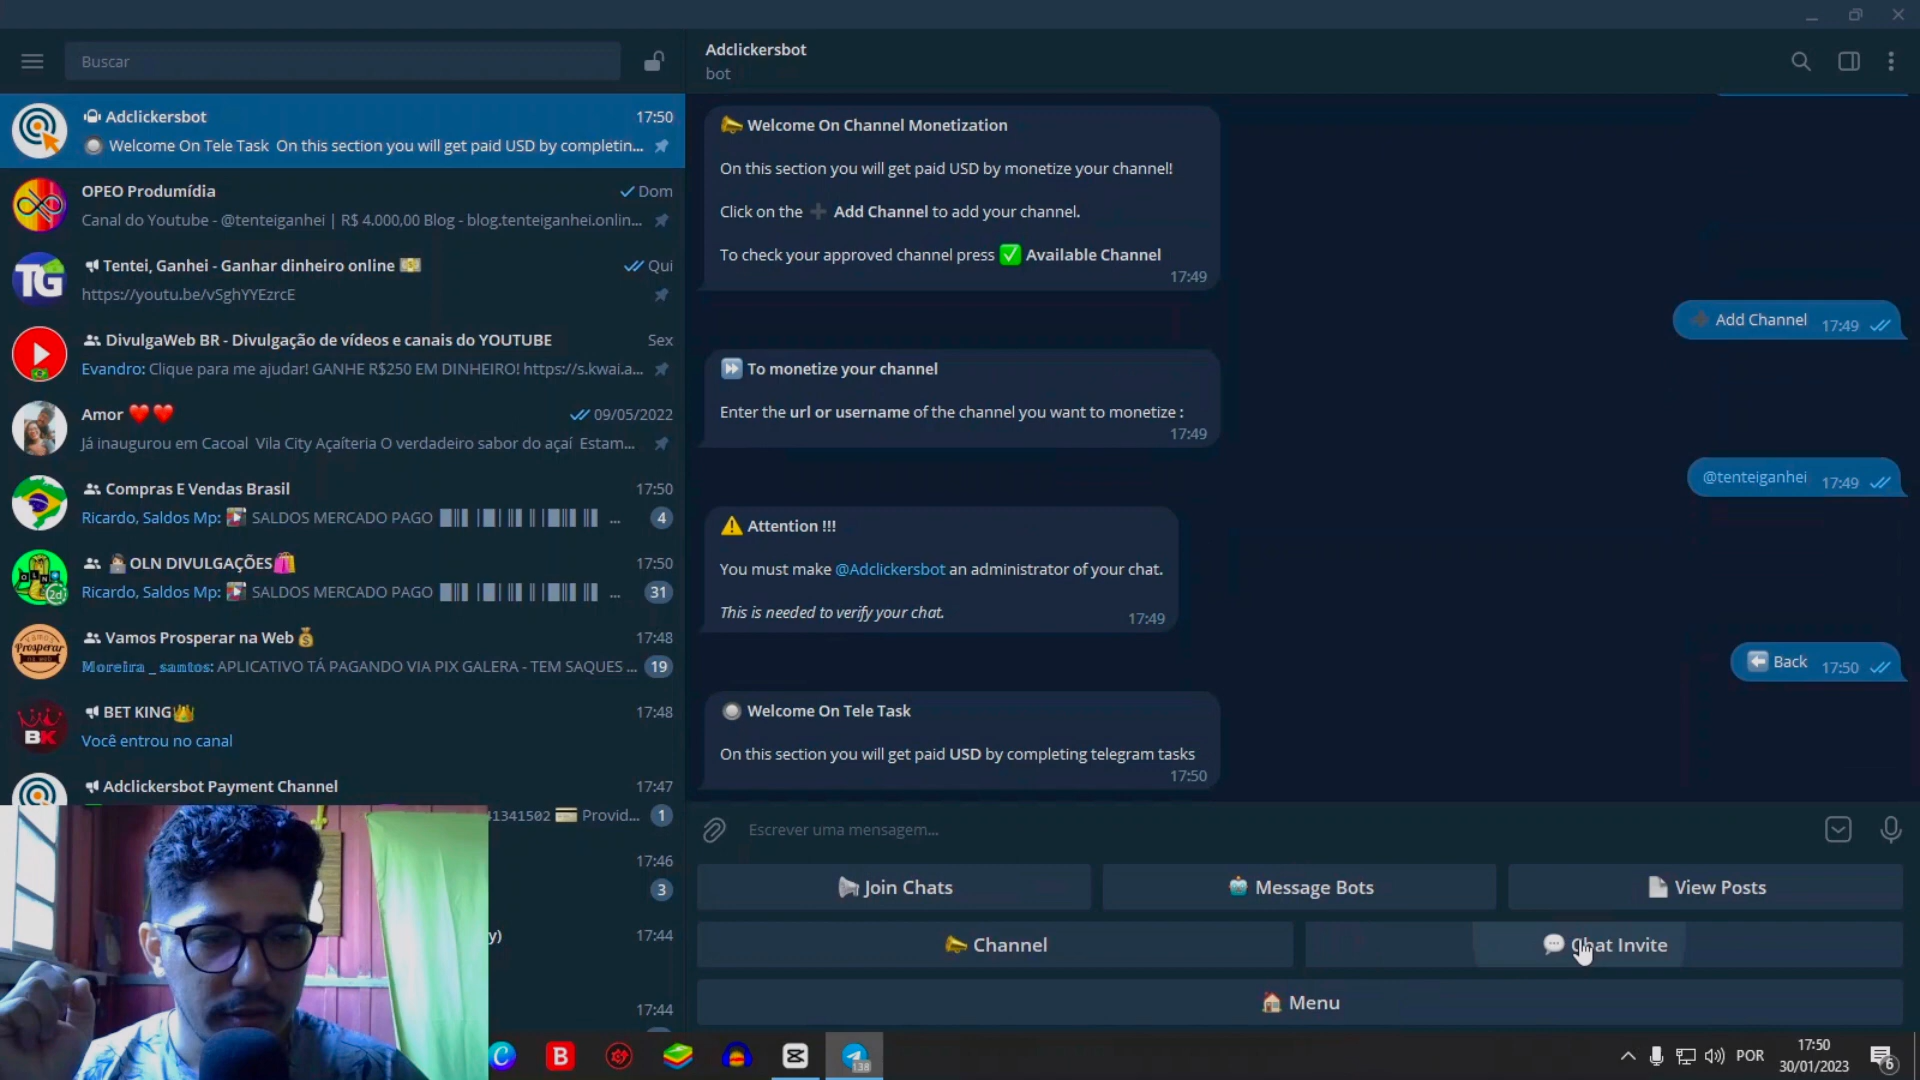 Buscar
Adclickersbot
bot
Adclickersbot 17:50
Welcome On Tele Task On this section you will get paid USD by completin...
OPEO Produmídia Dom
Canal do Youtube - @tenteiganhei | R$ 4.000,00 Blog - blog.tenteiganhei.onlin...
Tentei, Ganhei - Ganhar dinheiro online Qui
https://youtu.be/vSghYYEzrcE
TG
DivulgaWeb BR - Divulgação de vídeos e canais do YOUTUBE Sex
Evandro: Clique para me ajudar! GANHE R$250 EM DINHEIRO! https://s.kwai.a...
Amor 09/05/2022
Já inaugurou em Cacoal Vila City Açaíteria O verdadeiro sabor do açaí Estam...
Compras E Vendas Brasil 17:50
Ricardo, Saldos Mp: SALDOS MERCADO PAGO ... 4
OLN DIVULGAÇÕES 17:50
Ricardo, Saldos Mp: SALDOS MERCADO PAGO ... 31
OLN
2d
Vamos Prosperar na Web 17:48
Moreira _ santos: APLICATIVO TÁ PAGANDO VIA PIX GALERA - TEM SAQUES ... 19
Prosperar
BET KING 17:48
Você entrou no canal
BK
Adclickersbot Payment Channel 17:47
41341502 Provid... 1
17:46
3
y) 17:44
17:44
Welcome On Channel Monetization
On this section you will get paid USD by monetize your channel!
Click on the ➕ Add Channel to add your channel.
To check your approved channel press ✅ Available Channel
17:49
Add Channel 17:49
To monetize your channel
Enter the url or username of the channel you want to monetize :
17:49
@tenteiganhei 17:49
Attention !!!
You must make @Adclickersbot an administrator of your chat.
This is needed to verify your chat.
17:49
Back 17:50
Welcome On Tele Task
On this section you will get paid USD by completing telegram tasks
17:50
Escrever uma mensagem...
Join Chats
Message Bots
View Posts
Channel
Chat Invite
Menu
C
B
138
POR
17:50
30/01/2023
6